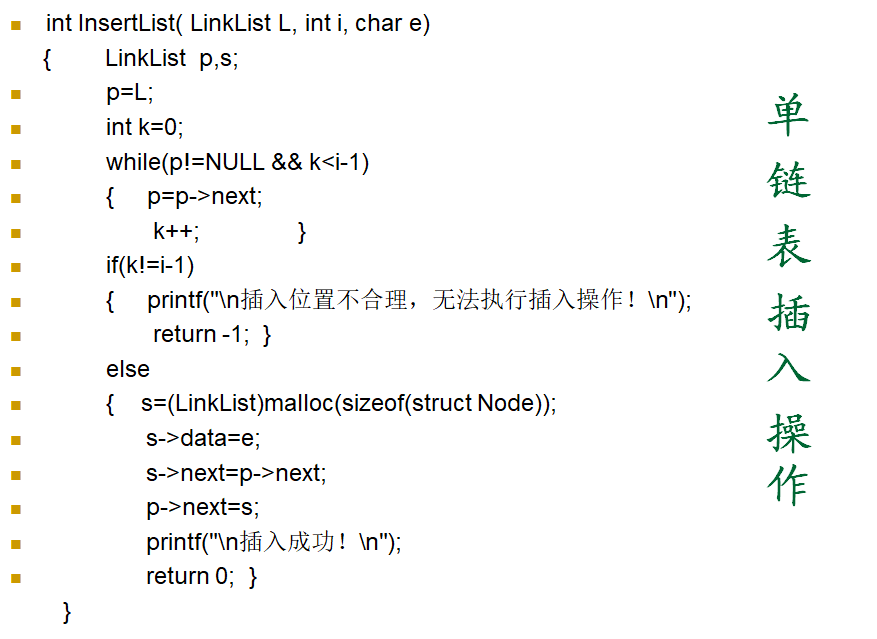 int InsertList( LinkList L, int i, char e)
{ LinkList p,s;
p=L;
int k=0;
while(p!=NULL && k<i-1)
{ p=p->next;
k++; }
if(k!=i-1)
{ printf("\n插入位置不合理，无法执行插入操作！\n");
return -1; }
else
{ s=(LinkList)malloc(sizeof(struct Node));
s->data=e;
s->next=p->next;
p->next=s;
printf("\n插入成功！\n");
return 0; }
}
单链表插入操作